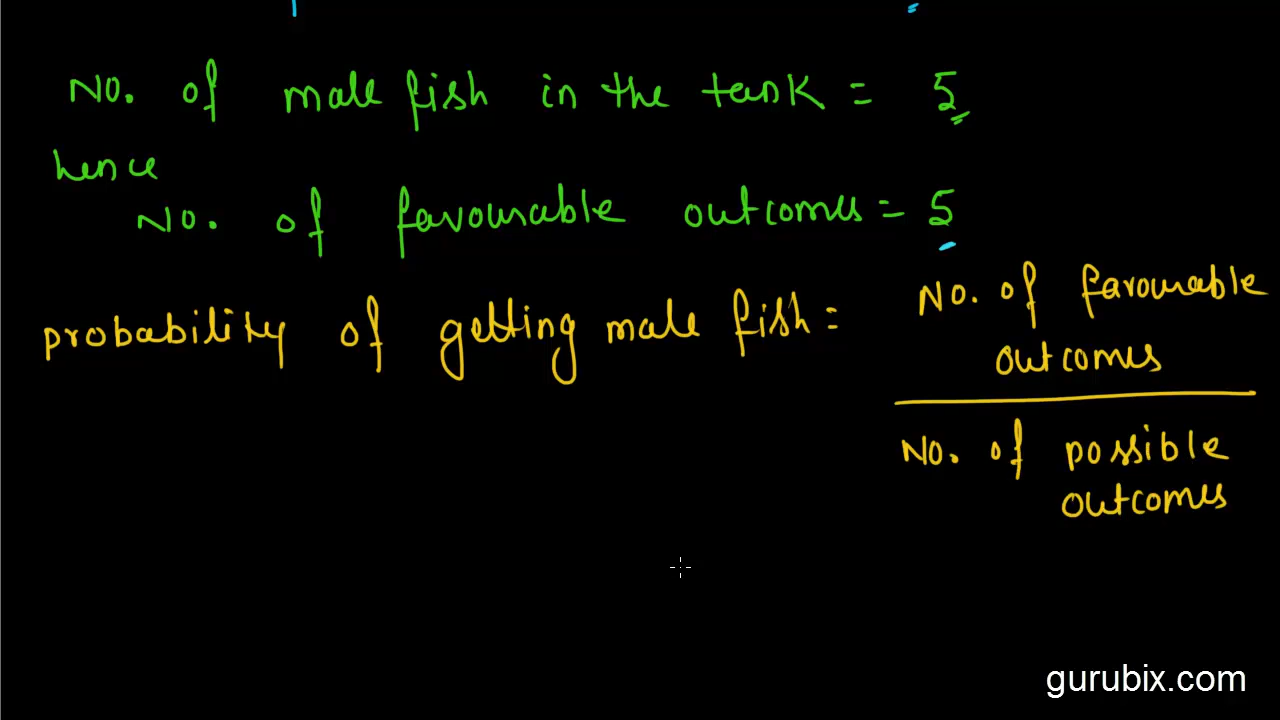 No. of male fish in the tank = 5
hence
No. of favourable outcomes = 5
probability of getting male fish = No. of favourable
outcomes
No. of possible
outcomes
gurubix.com